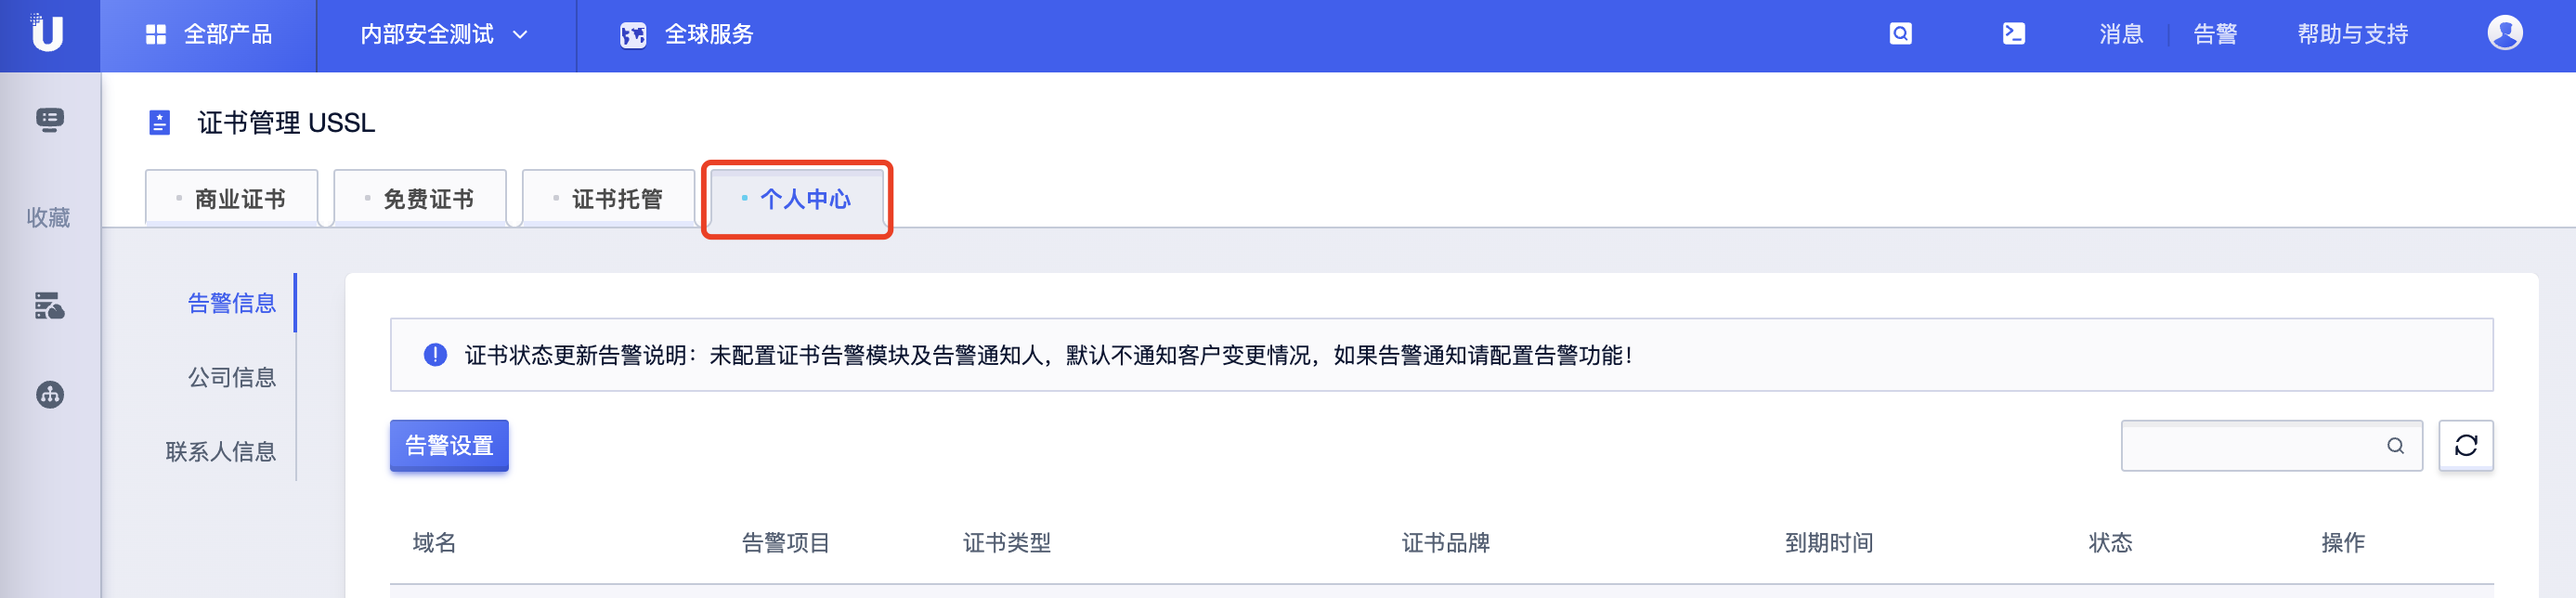 全部产品 内部安全测试 全球服务 消息 告警 帮助与支持
证书管理 USSL
商业证书 免费证书 证书托管 个人中心
收藏
告警信息
公司信息
联系人信息
证书状态更新告警说明：未配置证书告警模块及告警通知人，默认不通知客户变更情况，如果告警通知请配置告警功能！
告警设置
域名 告警项目 证书类型 证书品牌 到期时间 状态 操作